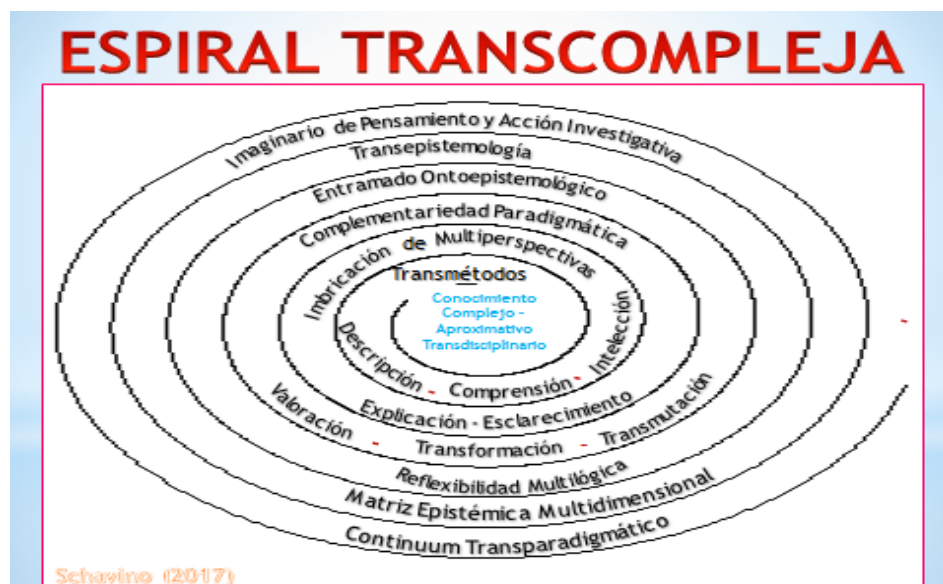 ESPIRAL TRANSCOMPLEJA
Imaginario de Pensamiento y Acción Investigativa
Transepistemología
Entramado Ontoepistemológico
Complementariedad Paradigmática
Imbricación de Multiperspectivas
Transmétodos
Conocimiento
Complejo -
Aproximativo
Transdisciplinario
Descripción - Comprensión - Intelección
Explicación - Esclarecimiento
Valoración - Transformación - Transmutación
Reflexibilidad Multilógica
Matriz Epistémica Multidimensional
Continuum Transparadigmático
Schavino (2017)